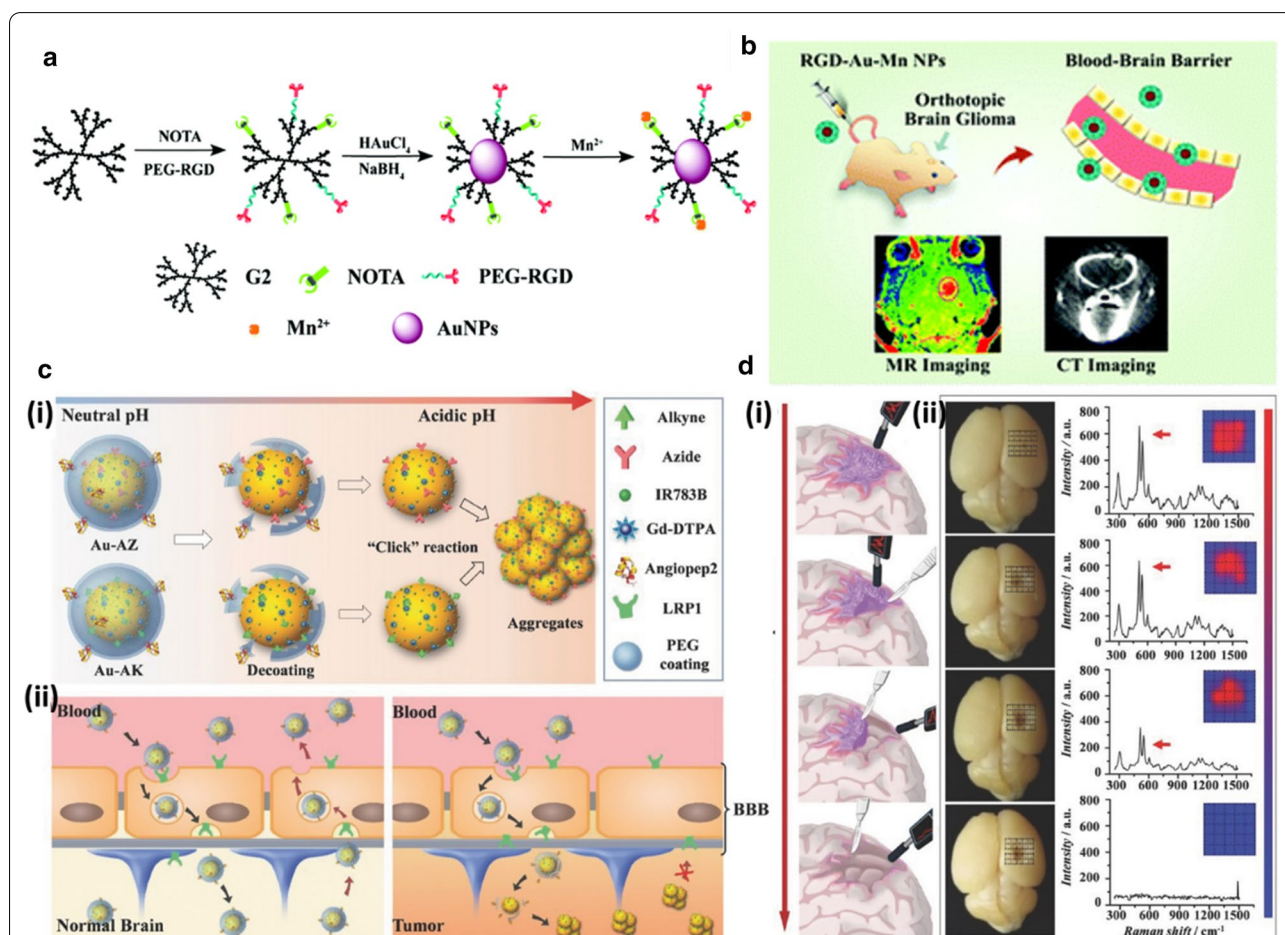 a
NOTA
PEG-RGD
HAuCl₄
NaBH₄
Mn²⁺
G2
NOTA
PEG-RGD
Mn²⁺
AuNPs
b
RGD-Au-Mn NPs
Blood-Brain Barrier
Orthotopic
Brain Glioma
MR Imaging
CT Imaging
c
(i)
Neutral pH
Acidic pH
Au-AZ
Au-AK
Decoating
“Click” reaction
Aggregates
Alkyne
Azide
IR783B
Gd-DTPA
Angiopep2
LRP1
PEG
coating
(ii)
Blood
Normal Brain
Blood
Tumor
BBB
d
(i)
(ii)
Intensity / a.u.
800
600
400
200
0
300 600 900 1200 1500
Intensity / a.u.
800
600
400
200
0
300 600 900 1200 1500
Intensity / a.u.
800
600
400
200
0
300 600 900 1200 1500
Intensity / a.u.
800
600
400
200
0
300 600 900 1200 1500
Raman shift / cm⁻¹